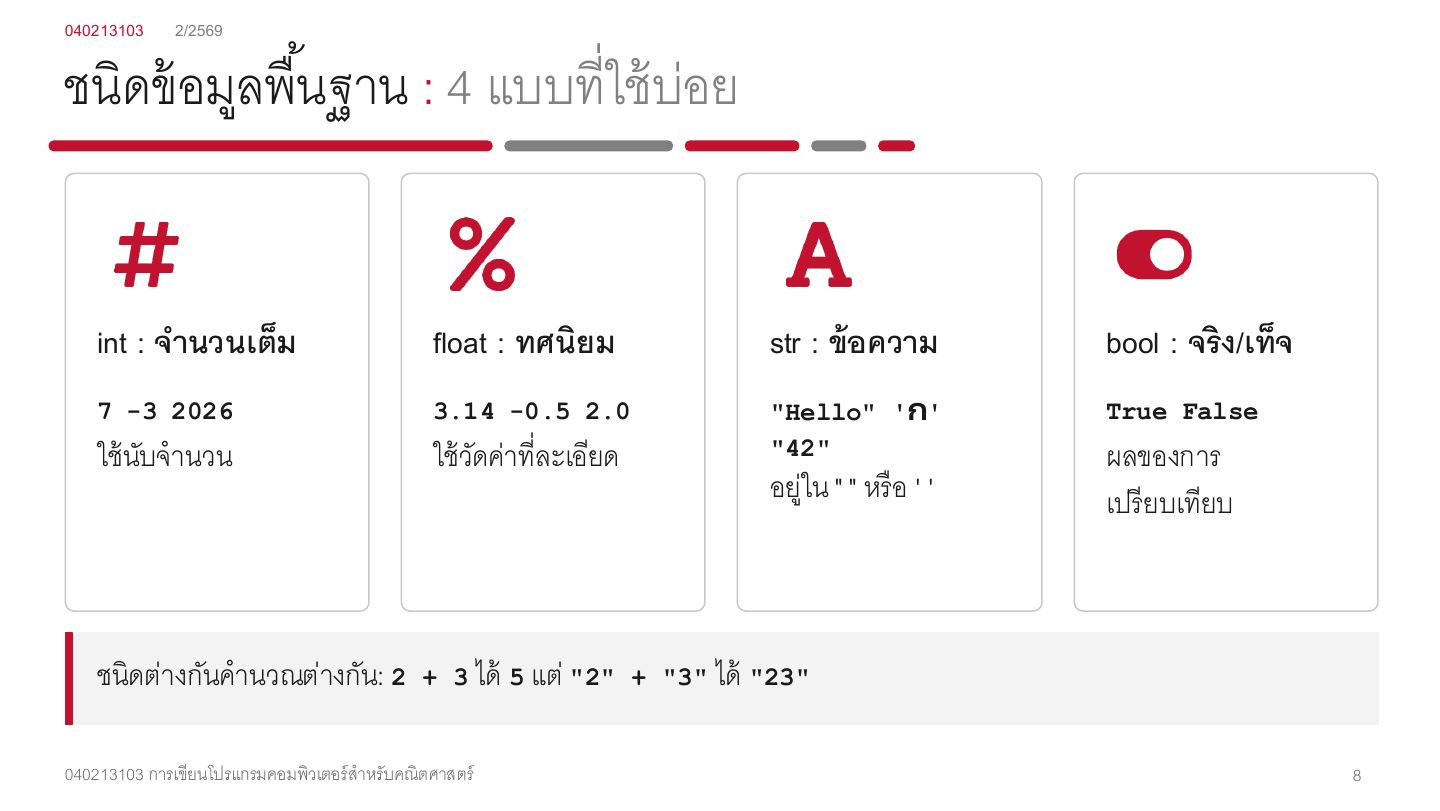 040213103 2/2569
ชนิดข้อมูลพื้นฐาน : 4 แบบที่ใช้บ่อย
#
int : จำนวนเต็ม
7 -3 2026
ใช้นับจำนวน
%
float : ทศนิยม
3.14 -0.5 2.0
ใช้วัดค่าที่ละเอียด
A
str : ข้อความ
"Hello" 'ก'
"42"
อยู่ใน " " หรือ ' '
bool : จริง/เท็จ
True False
ผลของการ
เปรียบเทียบ
ชนิดต่างกันคำนวณต่างกัน: 2 + 3 ได้ 5 แต่ "2" + "3" ได้ "23"
040213103 การเขียนโปรแกรมคอมพิวเตอร์สำหรับคณิตศาสตร์ 8